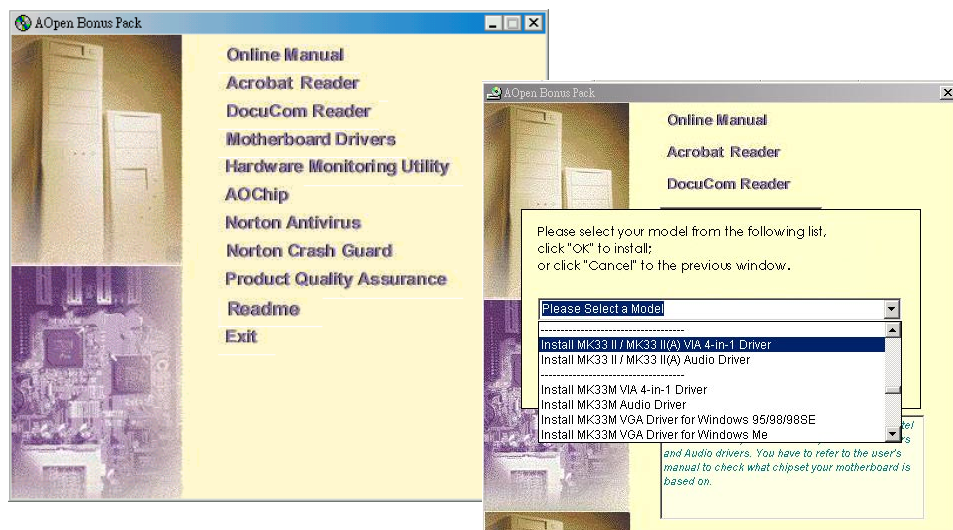 AOpen Bonus Pack
Online Manual
Acrobat Reader
DocuCom Reader
Motherboard Drivers
Hardware Monitoring Utility
AOChip
Norton Antivirus
Norton Crash Guard
Product Quality Assurance
Readme
Exit
AOpen Bonus Pack
Online Manual
Acrobat Reader
DocuCom Reader
Please select your model from the following list,
click "OK" to install;
or click "Cancel" to the previous window.
Please Select a Model
----------------------------------------
Install MK33 II / MK33 II(A) VIA 4-in-1 Driver
Install MK33 II / MK33 II(A) Audio Driver
----------------------------------------
Install MK33M VIA 4-in-1 Driver
Install MK33M Audio Driver
Install MK33M VGA Driver for Windows 95/98/98SE
Install MK33M VGA Driver for Windows Me
and Audio drivers. You have to refer to the user's
manual to check what chipset your motherboard is
based on.